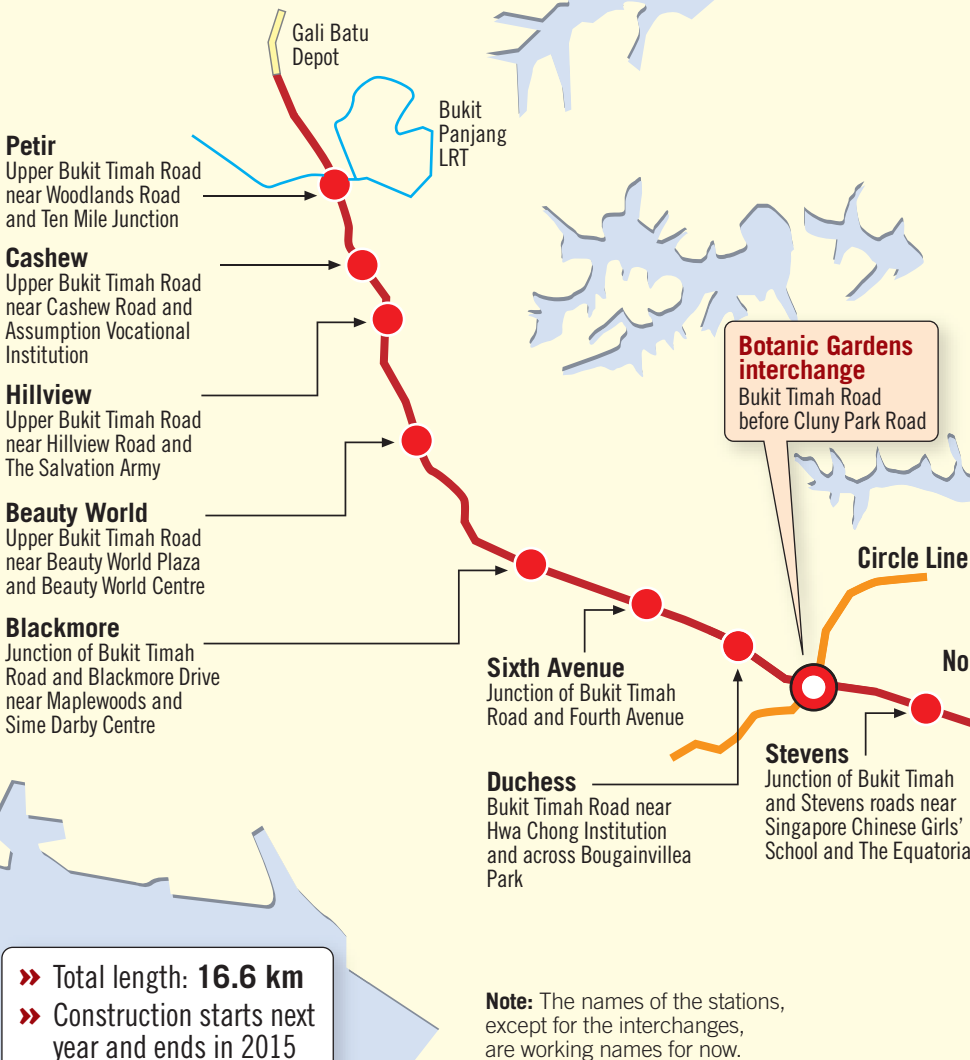 Gali Batu
Depot
Bukit
Panjang
LRT
Petir
Upper Bukit Timah Road
near Woodlands Road
and Ten Mile Junction
Cashew
Upper Bukit Timah Road
near Cashew Road and
Assumption Vocational
Institution
Hillview
Upper Bukit Timah Road
near Hillview Road and
The Salvation Army
Beauty World
Upper Bukit Timah Road
near Beauty World Plaza
and Beauty World Centre
Blackmore
Junction of Bukit Timah
Road and Blackmore Drive
near Maplewoods and
Sime Darby Centre
Botanic Gardens
interchange
Bukit Timah Road
before Cluny Park Road
Circle Line
No
Sixth Avenue
Junction of Bukit Timah
Road and Fourth Avenue
Duchess
Bukit Timah Road near
Hwa Chong Institution
and across Bougainvillea
Park
Stevens
Junction of Bukit Timah
and Stevens roads near
Singapore Chinese Girls’
School and The Equatoria
» Total length: 16.6 km
» Construction starts next
year and ends in 2015
Note: The names of the stations,
except for the interchanges,
are working names for now.